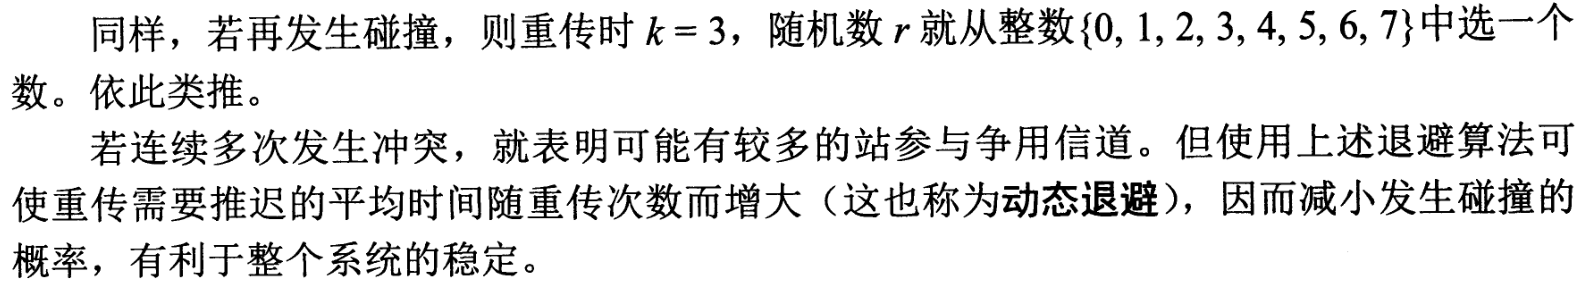 同样，若再发生碰撞，则重传时 k = 3，随机数 r 就从整数{0, 1, 2, 3, 4, 5, 6, 7}中选一个
数。依此类推。
若连续多次发生冲突，就表明可能有较多的站参与争用信道。但使用上述退避算法可
使重传需要推迟的平均时间随重传次数而增大（这也称为动态退避），因而减小发生碰撞的
概率，有利于整个系统的稳定。